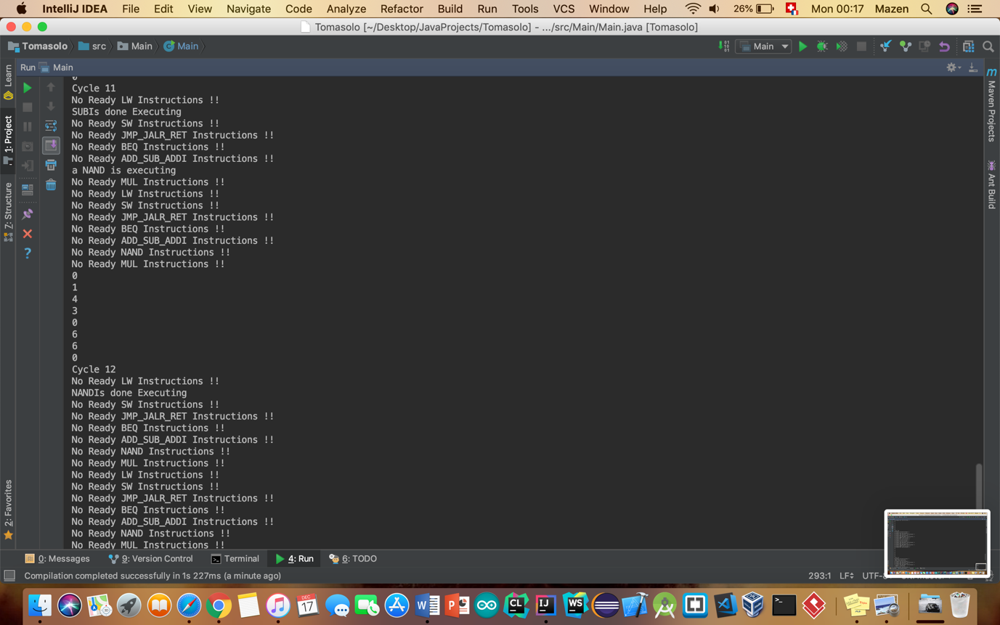 IntelliJ IDEA File Edit View Navigate Code Analyze Refactor Build Run Tools VCS Window Help 26% Mon 00:17 Mazen
Tomasolo [~/Desktop/JavaProjects/Tomasolo] - .../src/Main/Main.java [Tomasolo]
Tomasolo src Main Main Main
Run Main
Learn
1: Project
Z: Structure
2: Favorites
Maven Projects
Ant Build
Cycle 11
No Ready LW Instructions !!
SUBIs done Executing
No Ready SW Instructions !!
No Ready JMP_JALR_RET Instructions !!
No Ready BEQ Instructions !!
No Ready ADD_SUB_ADDI Instructions !!
a NAND is executing
No Ready MUL Instructions !!
No Ready LW Instructions !!
No Ready SW Instructions !!
No Ready JMP_JALR_RET Instructions !!
No Ready BEQ Instructions !!
No Ready ADD_SUB_ADDI Instructions !!
No Ready NAND Instructions !!
No Ready MUL Instructions !!
0
1
4
3
0
6
6
0
Cycle 12
No Ready LW Instructions !!
NANDIs done Executing
No Ready SW Instructions !!
No Ready JMP_JALR_RET Instructions !!
No Ready BEQ Instructions !!
No Ready ADD_SUB_ADDI Instructions !!
No Ready NAND Instructions !!
No Ready MUL Instructions !!
No Ready LW Instructions !!
No Ready SW Instructions !!
No Ready JMP_JALR_RET Instructions !!
No Ready BEQ Instructions !!
No Ready ADD_SUB_ADDI Instructions !!
No Ready NAND Instructions !!
No Ready MUL Instructions !!
0: Messages 9: Version Control Terminal 4: Run 6: TODO
Compilation completed successfully in 1s 227ms (a minute ago) 293:1 LF UTF-8
DEC
17
CL IJ WS